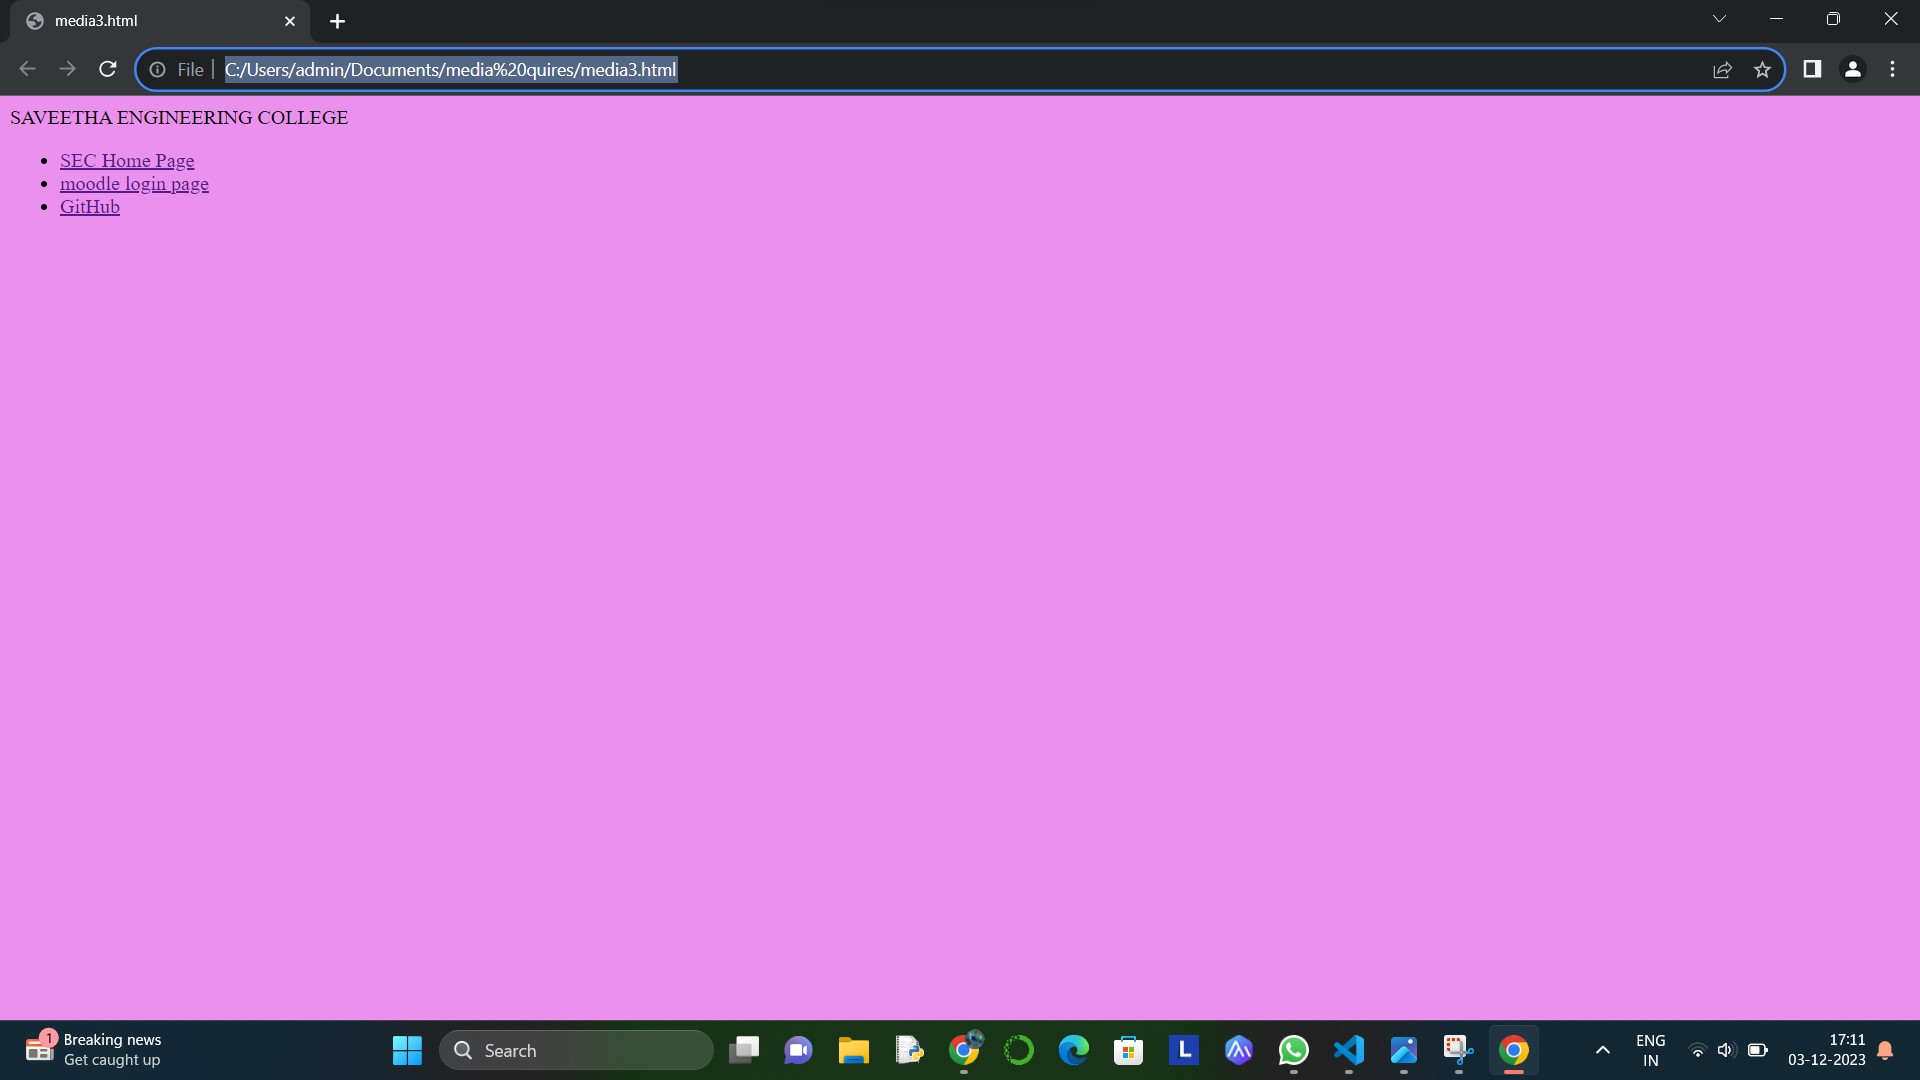 media3.html
File
C:/Users/admin/Documents/media%20quires/media3.html
SAVEETHA ENGINEERING COLLEGE
SEC Home Page
moodle login page
GitHub
1
Breaking news
Get caught up
Search
L
ENG
IN
17:11
03-12-2023